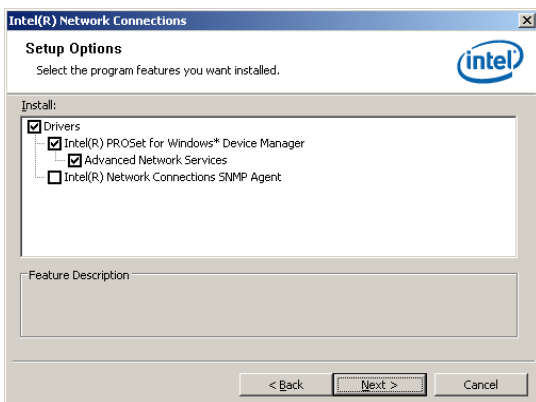 Intel(R) Network Connections
Setup Options
Select the program features you want installed.
intel
Install:
Drivers
Intel(R) PROSet for Windows* Device Manager
Advanced Network Services
Intel(R) Network Connections SNMP Agent
Feature Description
< Back
Next >
Cancel